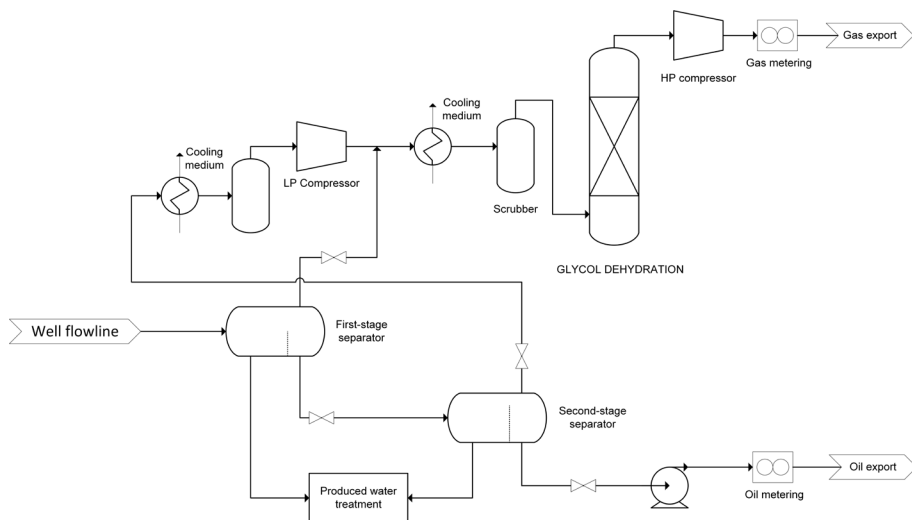 Gas export
Gas metering
HP compressor
Cooling
medium
Cooling
medium
LP Compressor
Scrubber
GLYCOL DEHYDRATION
Well flowline
First-stage
separator
Second-stage
separator
Produced water
treatment
Oil metering
Oil export